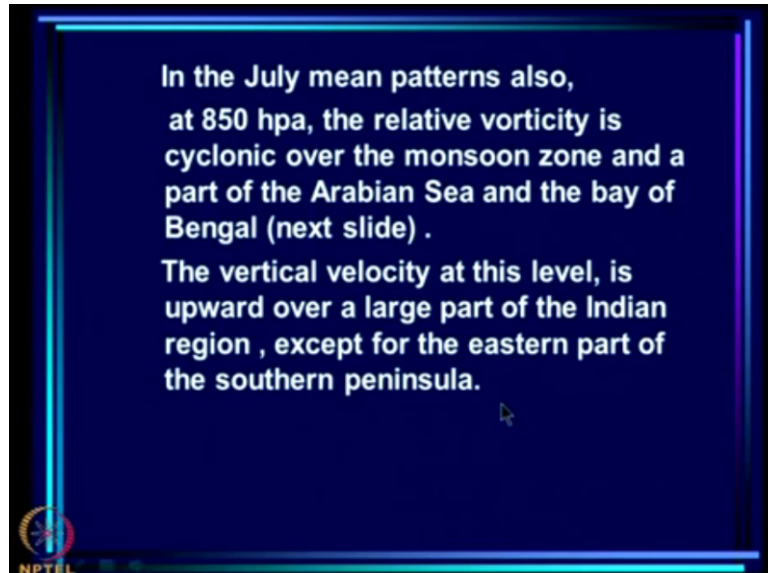 In the July mean patterns also,
at 850 hpa, the relative vorticity is
cyclonic over the monsoon zone and a
part of the Arabian Sea and the bay of
Bengal (next slide) .
The vertical velocity at this level, is
upward over a large part of the Indian
region , except for the eastern part of
the southern peninsula.
NPTEL